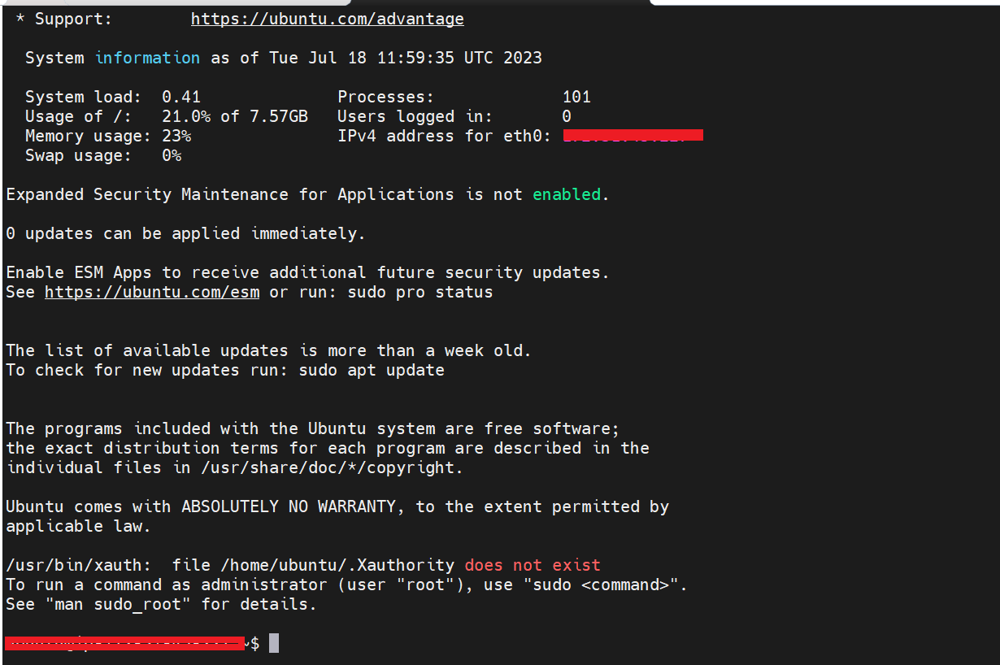 * Support: https://ubuntu.com/advantage
System information as of Tue Jul 18 11:59:35 UTC 2023
System load: 0.41 Processes: 101
Usage of /: 21.0% of 7.57GB Users logged in: 0
Memory usage: 23% IPv4 address for eth0:
Swap usage: 0%
Expanded Security Maintenance for Applications is not enabled.
0 updates can be applied immediately.
Enable ESM Apps to receive additional future security updates.
See https://ubuntu.com/esm or run: sudo pro status
The list of available updates is more than a week old.
To check for new updates run: sudo apt update
The programs included with the Ubuntu system are free software;
the exact distribution terms for each program are described in the
individual files in /usr/share/doc/*/copyright.
Ubuntu comes with ABSOLUTELY NO WARRANTY, to the extent permitted by
applicable law.
/usr/bin/xauth: file /home/ubuntu/.Xauthority does not exist
To run a command as administrator (user "root"), use "sudo <command>".
See "man sudo_root" for details.
~$